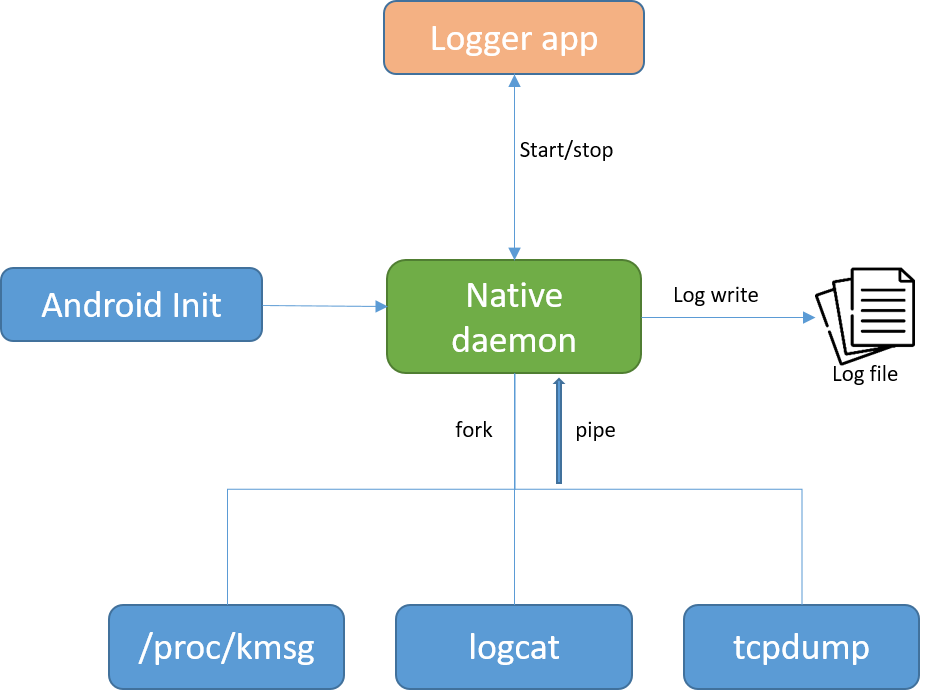 Logger app
Start/stop
Android Init
Native
daemon
Log write
Log file
fork
pipe
/proc/kmsg
logcat
tcpdump